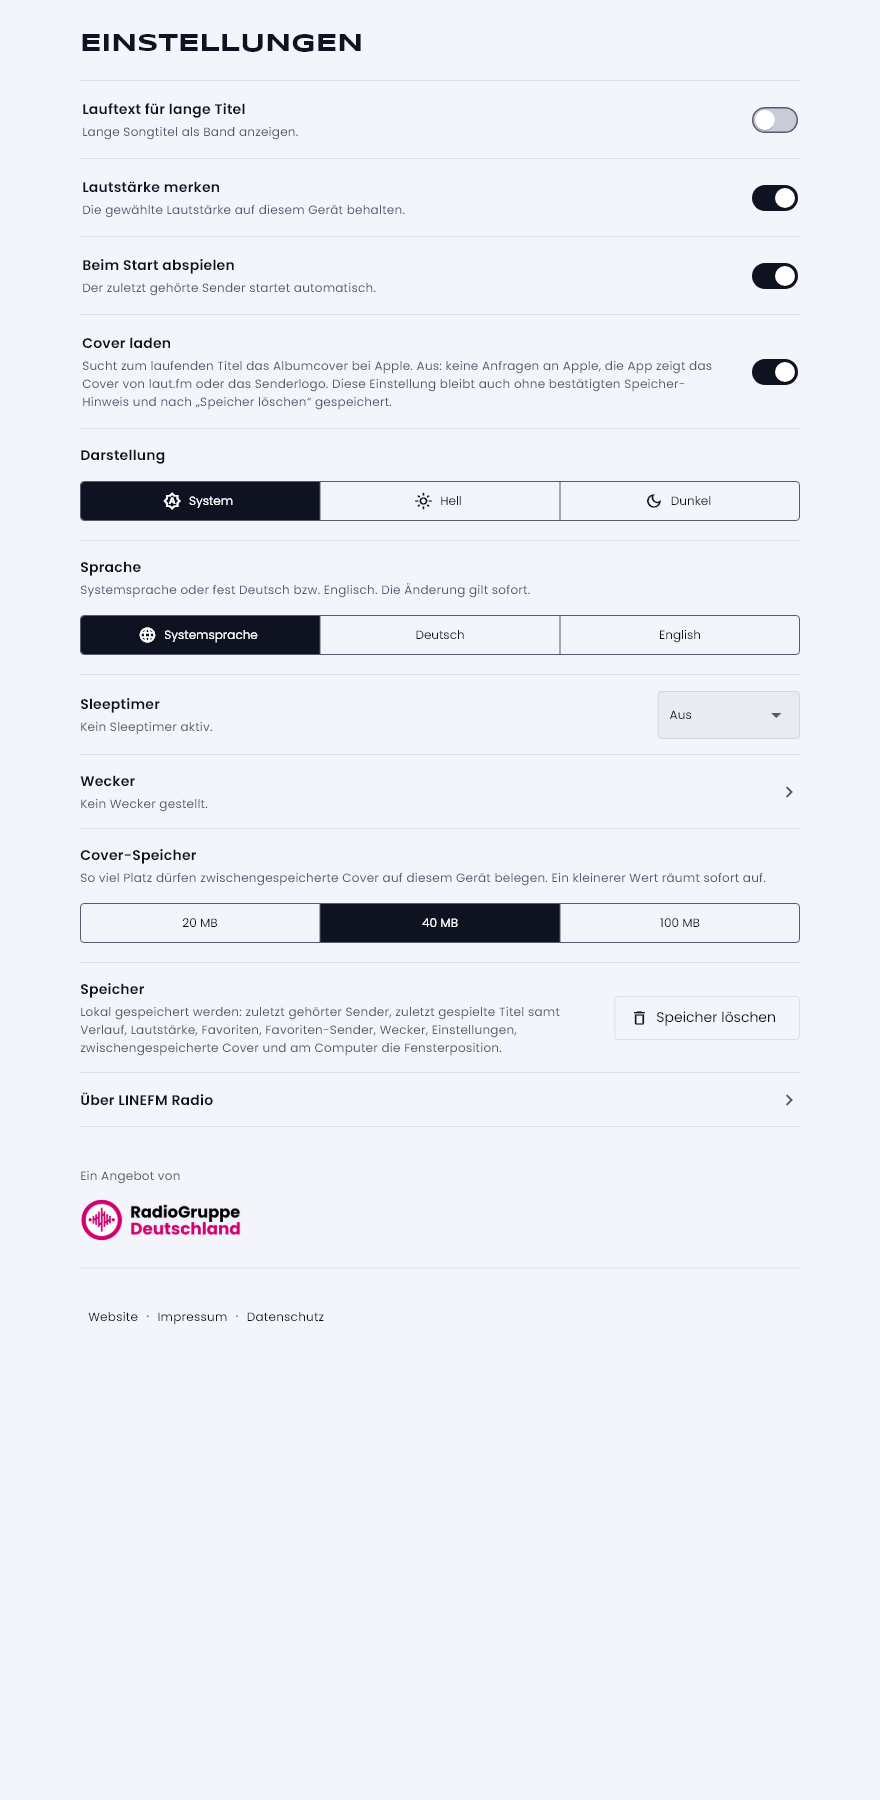 EINSTELLUNGEN
Lauftext für lange Titel
Lange Songtitel als Band anzeigen.
Lautstärke merken
Die gewählte Lautstärke auf diesem Gerät behalten.
Beim Start abspielen
Der zuletzt gehörte Sender startet automatisch.
Cover laden
Sucht zum laufenden Titel das Albumcover bei Apple. Aus: keine Anfragen an Apple, die App zeigt das
Cover von laut.fm oder das Senderlogo. Diese Einstellung bleibt auch ohne bestätigten Speicher-
Hinweis und nach „Speicher löschen“ gespeichert.
Darstellung
System
Hell
Dunkel
Sprache
Systemsprache oder fest Deutsch bzw. Englisch. Die Änderung gilt sofort.
Systemsprache
Deutsch
English
Sleeptimer
Kein Sleeptimer aktiv.
Aus
Wecker
Kein Wecker gestellt.
Cover-Speicher
So viel Platz dürfen zwischengespeicherte Cover auf diesem Gerät belegen. Ein kleinerer Wert räumt sofort auf.
20 MB
40 MB
100 MB
Speicher
Lokal gespeichert werden: zuletzt gehörter Sender, zuletzt gespielte Titel samt
Verlauf, Lautstärke, Favoriten, Favoriten-Sender, Wecker, Einstellungen,
zwischengespeicherte Cover und am Computer die Fensterposition.
Speicher löschen
Über LINEFM Radio
Ein Angebot von
RadioGruppe
Deutschland
Website · Impressum · Datenschutz